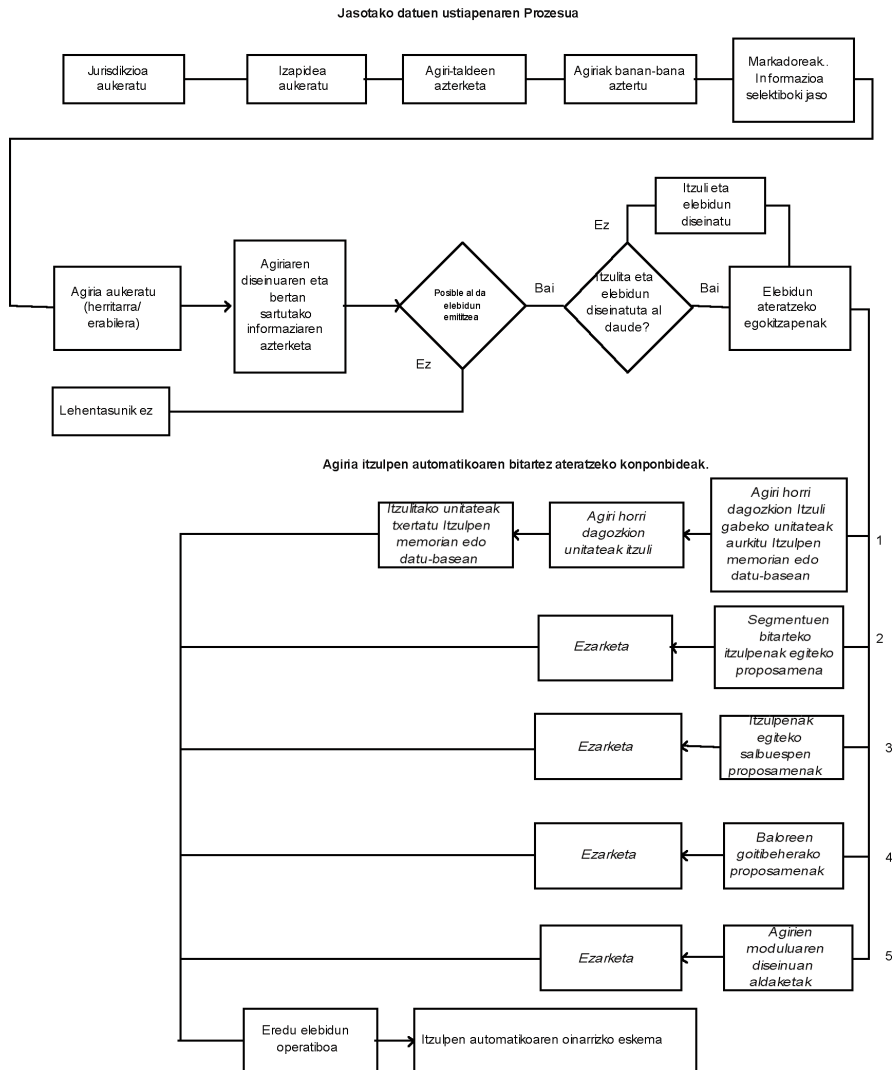 Jasotako datuen ustiapenaren Prozesua
Jurisdikzioa
aukeratu
Izapidea
aukeratu
Agiri-taldeen
azterketa
Agiriak banan-bana
aztertu
Markadoreak..
Informazioa
selektiboki jaso
Agiria aukeratu
(herritarra/
erabilera)
Agiriaren
diseinuaren eta
bertan
sartutako
informaziaren
azterketa
Posible al da
elebidun
emititzea
Bai
Ez
Lehentasunik ez
Itzulita eta
elebidun
diseinatuta al
daude?
Ez
Itzuli eta
elebidun
diseinatu
Bai
Elebidun
ateratzeko
egokitzapenak
Agiria itzulpen automatikoaren bitartez ateratzeko konponbideak.
Itzulitako unitateak
txertatu Itzulpen
memorian edo
datu-basean
Agiri horri
dagozkion
unitateak itzuli
Agiri horri
dagozkion Itzuli
gabeko unitateak
aurkitu Itzulpen
memorian edo
datu-basean
1
Ezarketa
Segmentuen
bitarteko
itzulpenak egiteko
proposamena
2
Ezarketa
Itzulpenak
egiteko
salbuespen
proposamenak
3
Ezarketa
Baloreen
goitibeherako
proposamenak
4
Ezarketa
Agirien
moduluaren
diseinuan
aldaketak
5
Eredu elebidun
operatiboa
Itzulpen automatikoaren oinarrizko eskema